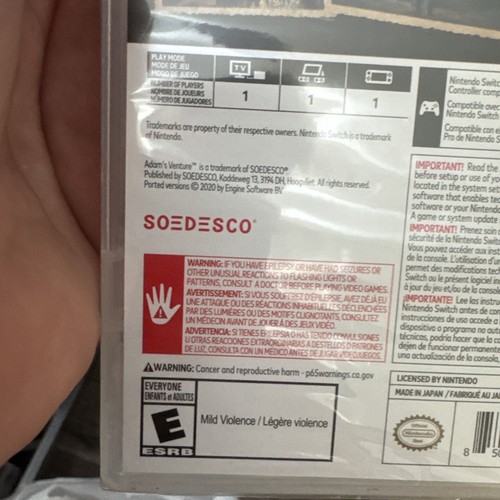 PLAY MODE
MODE DE JEU
MODO DE JUEGO
TV
NUMBER OF PLAYERS
NOMBRE DE JOUEURS
NÚMERO DE JUGADORES
1 1 1
Trademarks are property of their respective owners. Nintendo Switch is a trademark
of Nintendo.
Adam's Venture™ is a trademark of SOEDESCO®.
Published by SOEDESCO, Koddeweg 13, 3194 DH, Hoogvliet. All rights reserved.
Ported versions © 2020 by Engine Software BV
SOEDESCO®
WARNING: IF YOU HAVE EPILEPSY OR HAVE HAD SEIZURES OR
OTHER UNUSUAL REACTIONS TO FLASHING LIGHTS OR
PATTERNS, CONSULT A DOCTOR BEFORE PLAYING VIDEO GAMES.
AVERTISSEMENT: SI VOUS SOUFFREZ D'ÉPILEPSIE, AVEZ DÉJÀ EU
UNE ATTAQUE OU DES RÉACTIONS INHABITUELLES DÉCLENCHÉES
PAR DES LUMIÈRES OU DES MOTIFS CLIGNOTANTS, CONSULTEZ
UN MÉDECIN AVANT DE JOUER À DES JEUX VIDÉO.
ADVERTENCIA: SI TIENES EPILEPSIA O HAS TENIDO CONVULSIONES
U OTRAS REACCIONES EXTRAORDINARIAS A DESTELLOS O PATRONES
DE LUZ, CONSULTA CON UN MÉDICO ANTES DE JUGAR VIDEOJUEGOS.
WARNING: Cancer and reproductive harm - p65warnings.ca.gov
EVERYONE
ENFANTS et ADULTES
E
ESRB
Mild Violence / Légère violence
Nintendo Switch
Controller comp
Compatible avec
Nintendo Switch
Compatible con
Pro de Nintendo S
IMPORTANT! Read the
before setup or use of yo
located in the system se
software that enables tec
software or your Nintend
A game or system update
IMPORTANT! Prenez soin
sécurité de la Nintendo Swi
Vous pouvez accéder aux inst
de la console. L'utilisation d'un
permet des modifications tec
Switch ou le présent logiciel in
à jour du jeu et/ou de la consol
¡IMPORTANTE! Lee las instruc
Nintendo Switch antes de con
instrucciones de uso accede a
dispositivo o programa no aut
técnicas, podría hacer que la co
dejen de funcionar permanen
una actualización de la consola.
LICENSED BY NINTENDO
MADE IN JAPAN / FABRIQUÉ AU JA
Nintendo
8 50